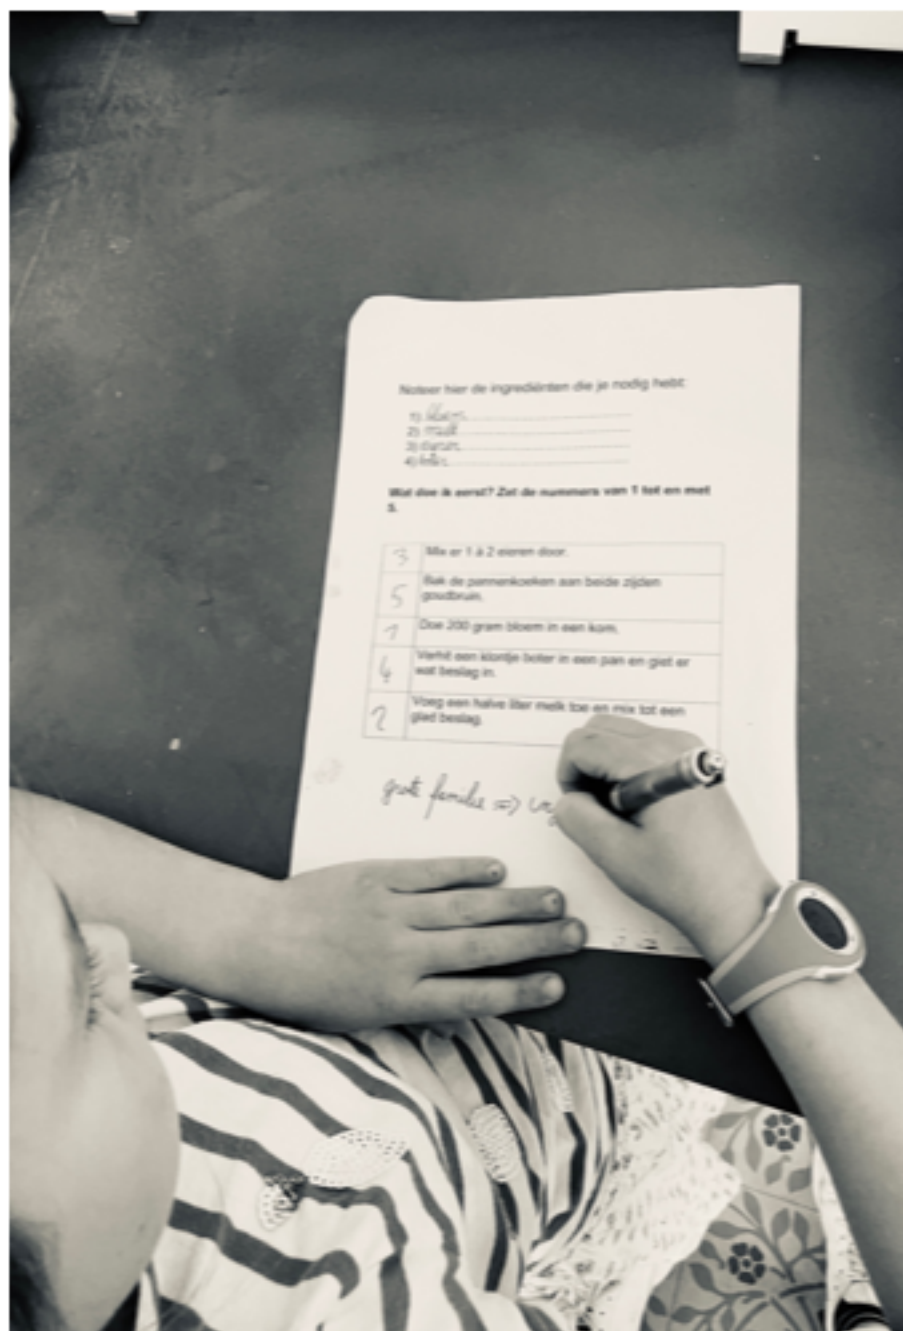 Noteer hier de ingrediënten die je nodig hebt:
1) bloem
2) melk
3) eieren
4) boter
Wat doe ik eerst? Zet de nummers van 1 tot en met
5.
3 Mix er 1 à 2 eieren door.
5 Bak de pannenkoeken aan beide zijden
goudbruin.
1 Doe 200 gram bloem in een kom.
4 Verhit een klontje boter in een pan en giet er
wat beslag in.
2 Voeg een halve liter melk toe en mix tot een
glad beslag.
grote familie =>